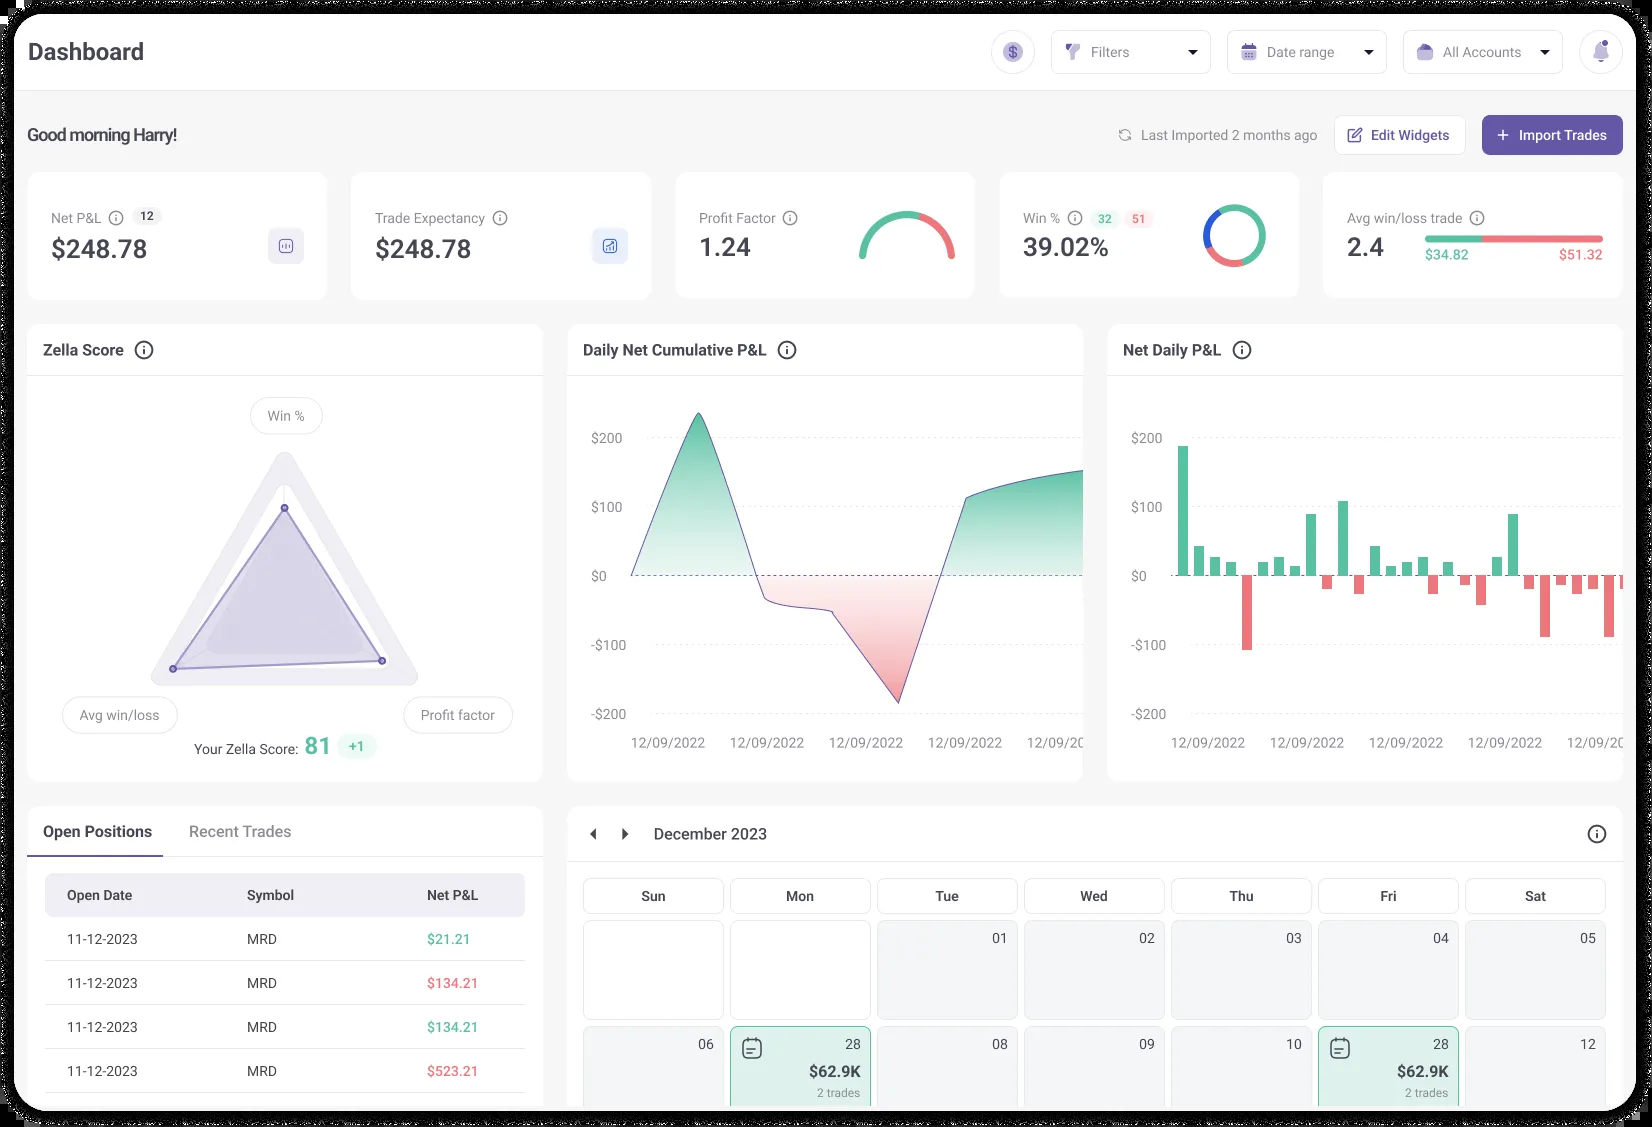 Dashboard
$
Filters
Date range
All Accounts
Good morning Harry!
Last Imported 2 months ago
Edit Widgets
+ Import Trades
Net P&L 12
$248.78
Trade Expectancy
$248.78
Profit Factor
1.24
Win % 32 51
39.02%
Avg win/loss trade
2.4
$34.82 $51.32
Zella Score
Win %
Avg win/loss
Profit factor
Your Zella Score: 81 +1
Daily Net Cumulative P&L
$200
$100
$0
-$100
-$200
12/09/2022 12/09/2022 12/09/2022 12/09/2022 12/09/20
Net Daily P&L
$200
$100
$0
-$100
-$200
12/09/2022 12/09/2022 12/09/2022 12/09/2022 12/09/20
Open Positions Recent Trades
Open Date Symbol Net P&L
11-12-2023 MRD $21.21
11-12-2023 MRD $134.21
11-12-2023 MRD $134.21
11-12-2023 MRD $523.21
December 2023
Sun Mon Tue Wed Thu Fri Sat
01 02 03 04 05
06 28 08 09 10 28 12
$62.9K $62.9K
2 trades 2 trades